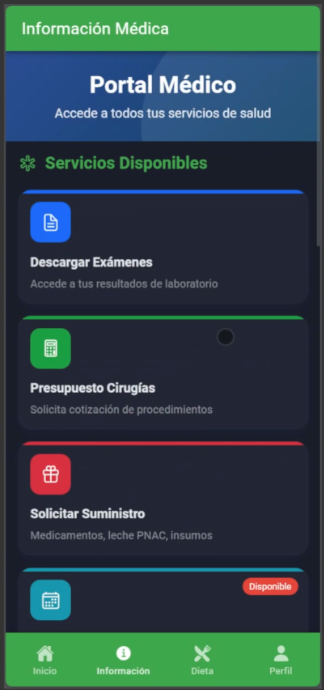 Información Médica
Portal Médico
Accede a todos tus servicios de salud
Servicios Disponibles
Descargar Exámenes
Accede a tus resultados de laboratorio
Presupuesto Cirugías
Solicita cotización de procedimientos
Solicitar Suministro
Medicamentos, leche PNAC, insumos
Disponible
Inicio
Información
Dieta
Perfil